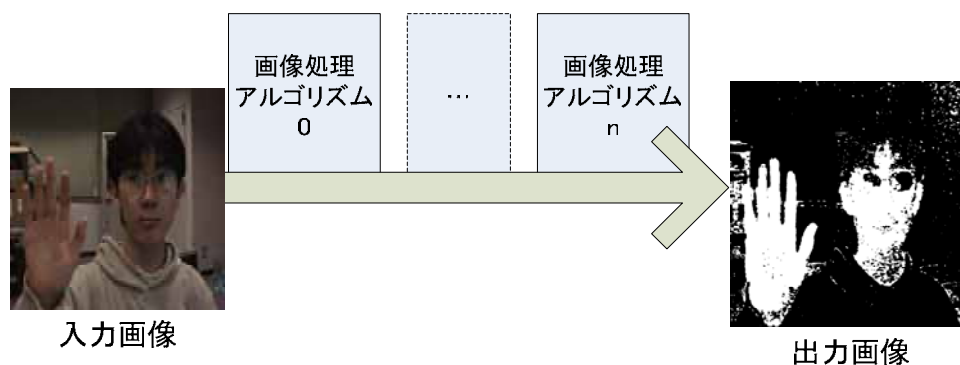 画像処理
アルゴリズム
0
…
画像処理
アルゴリズム
n
入力画像
出力画像